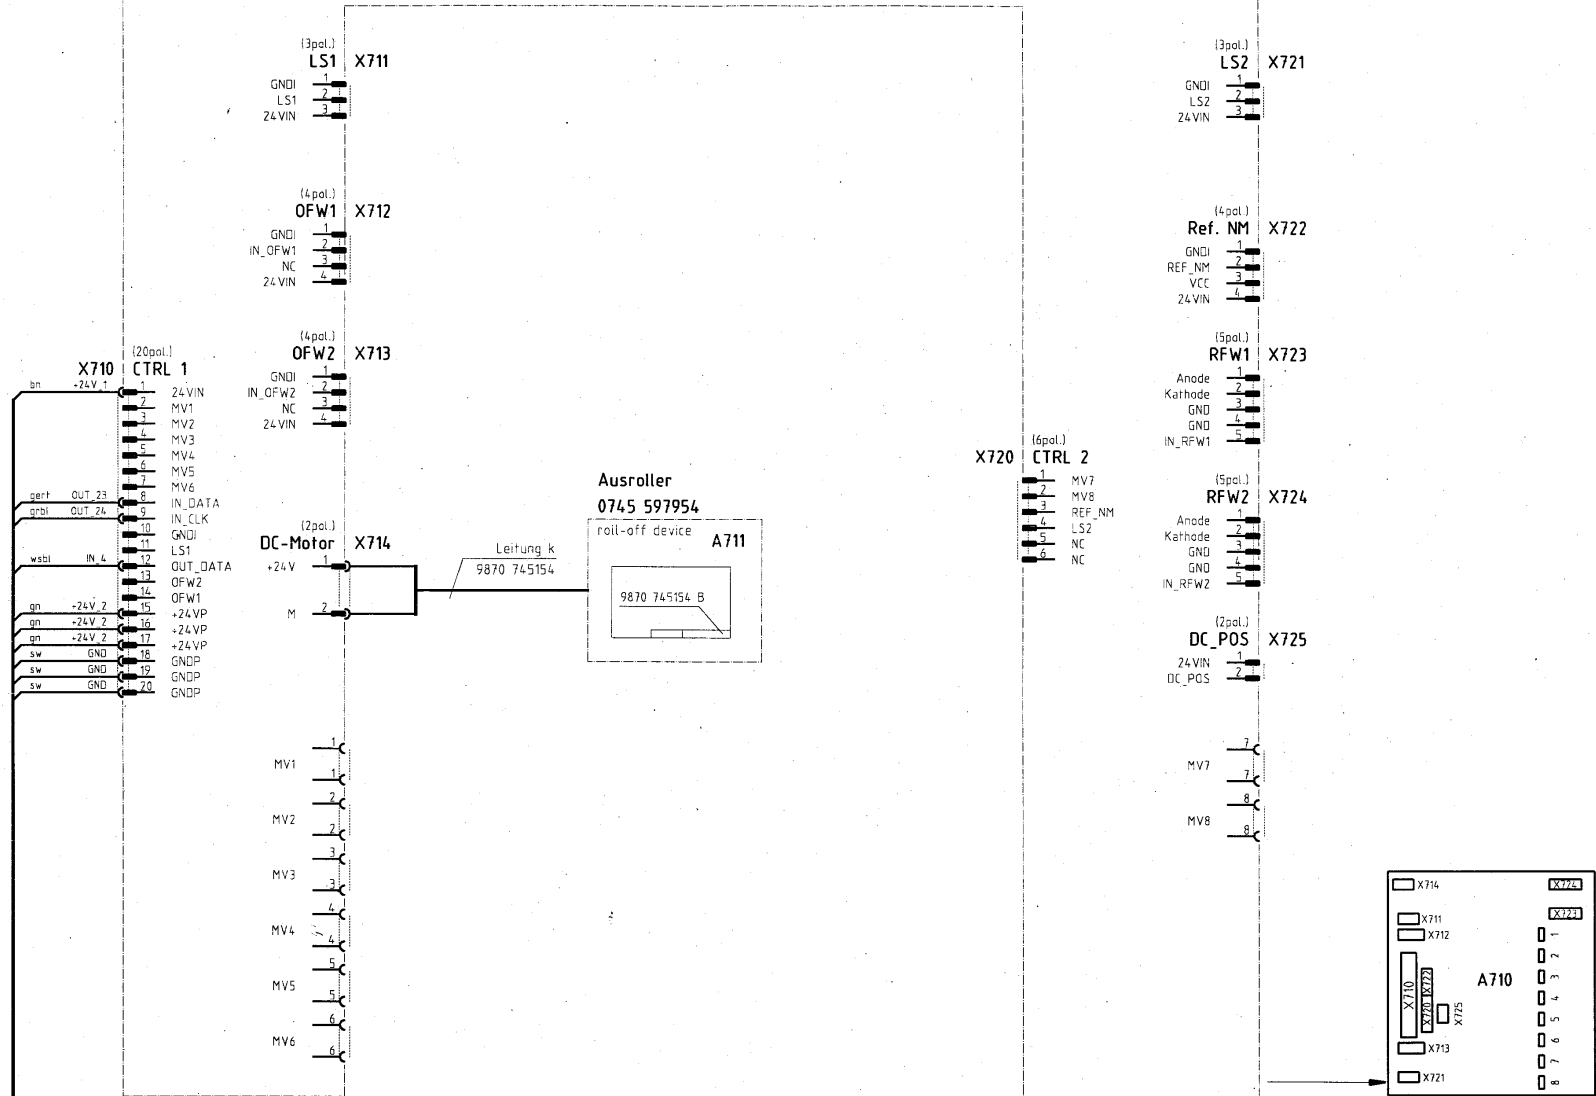 (3pol.)
LS1 X711
GNDI 1
LS1 2
24VIN 3
(4pol.)
OFW1 X712
GNDI 1
IN_OFW1 2
NC 3
24VIN 4
(4pol.)
OFW2 X713
GNDI 1
IN_OFW2 2
NC 3
24VIN 4
(20pol.)
X710 CTRL 1
bn +24V_1 1 24VIN
2 MV1
3 MV2
4 MV3
5 MV4
6 MV5
7 MV6
gert OUT_23 8 IN_DATA
grbl OUT_24 9 IN_CLK
10 GNDI
11 LS1
wsbl IN_4 12 OUT_DATA
13 OFW2
14 OFW1
gn +24V_2 15 +24VP
gn +24V_2 16 +24VP
gn +24V_2 17 +24VP
sw GND 18 GNDP
sw GND 19 GNDP
sw GND 20 GNDP
(2pol.)
DC-Motor X714
+24V 1
M 2
Leitung k
9870 745154
Ausroller
0745 597954
roll-off device
A711
9870 745154 B
MV1 1
1
MV2 2
2
MV3 3
3
MV4 4
4
MV5 5
5
MV6 6
6
(6pol.)
X720 CTRL 2
1 MV7
2 MV8
3 REF_NM
4 LS2
5 NC
6 NC
(3pol.)
LS2 X721
GNDI 1
LS2 2
24VIN 3
(4pol.)
Ref. NM X722
GNDI 1
REF_NM 2
VCC 3
24VIN 4
(5pol.)
RFW1 X723
Anode 1
Kathode 2
GND 3
GND 4
IN_RFW1 5
(5pol.)
RFW2 X724
Anode 1
Kathode 2
GND 3
GND 4
IN_RFW2 5
(2pol.)
DC_POS X725
24VIN 1
DC_POS 2
MV7 7
7
MV8 8
8
X714 X724
X711 X723
X712
1
2
3
4
5
6
7
8
A710
X710
X720 X722
X725
X713
X721